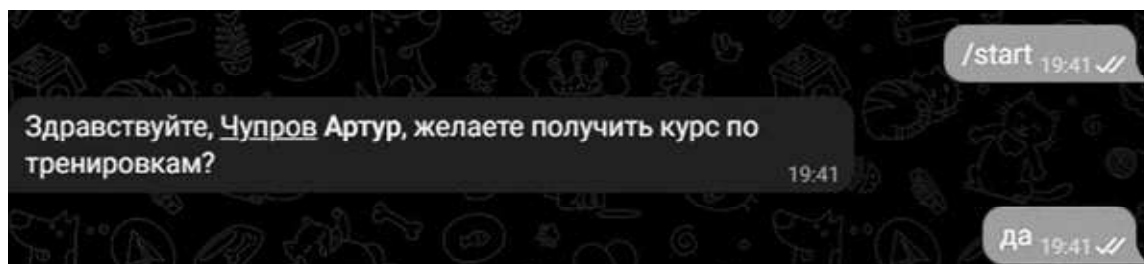 /start 19:41
Здравствуйте, Чупров Артур, желаете получить курс по
тренировкам?
19:41
да 19:41